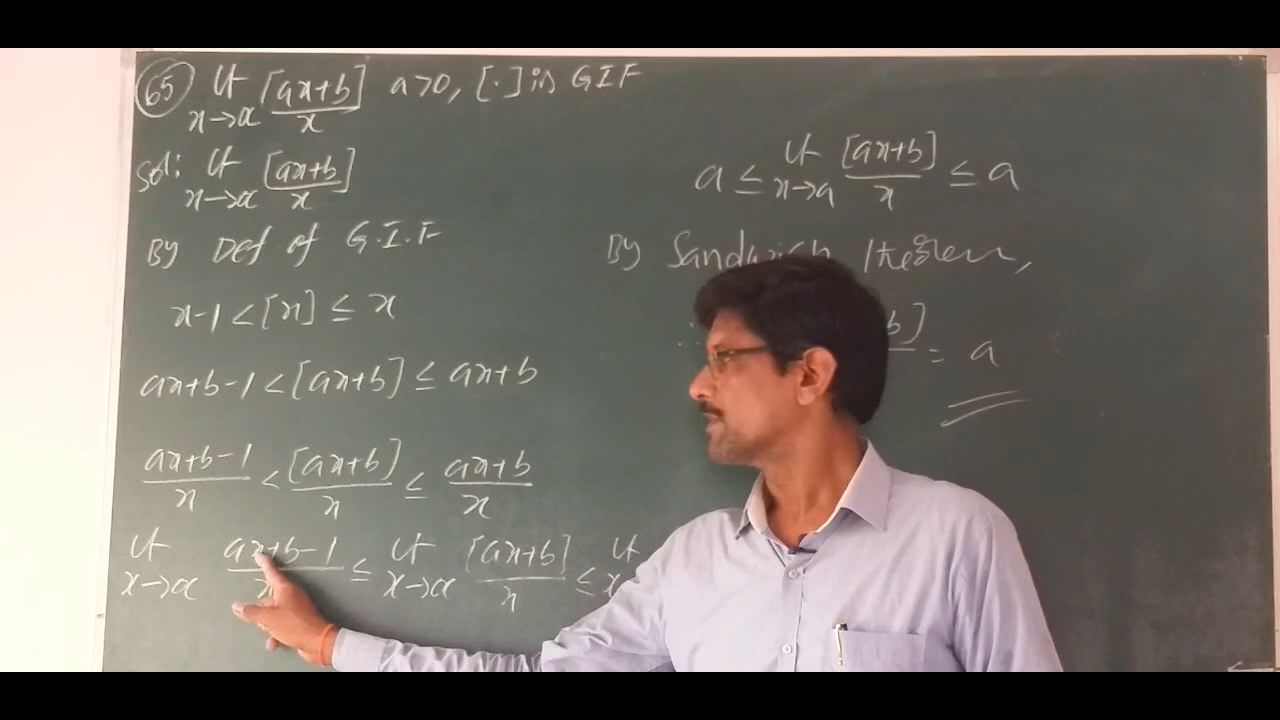 65 Lt x→∝ [ax+b]/x a>0, [·] is GIF
Sol: Lt x→∝ [ax+b]/x
By Def of G.I.F
x-1 < [x] ≤ x
ax+b-1 < [ax+b] ≤ ax+b
(ax+b-1)/x < [ax+b]/x ≤ (ax+b)/x
Lt x→∝ (ax+b-1)/x ≤ Lt x→∝ [ax+b]/x ≤ Lt
a ≤ Lt x→a [ax+b]/x ≤ a
By Sandwich Theorem,
∴ b] = a